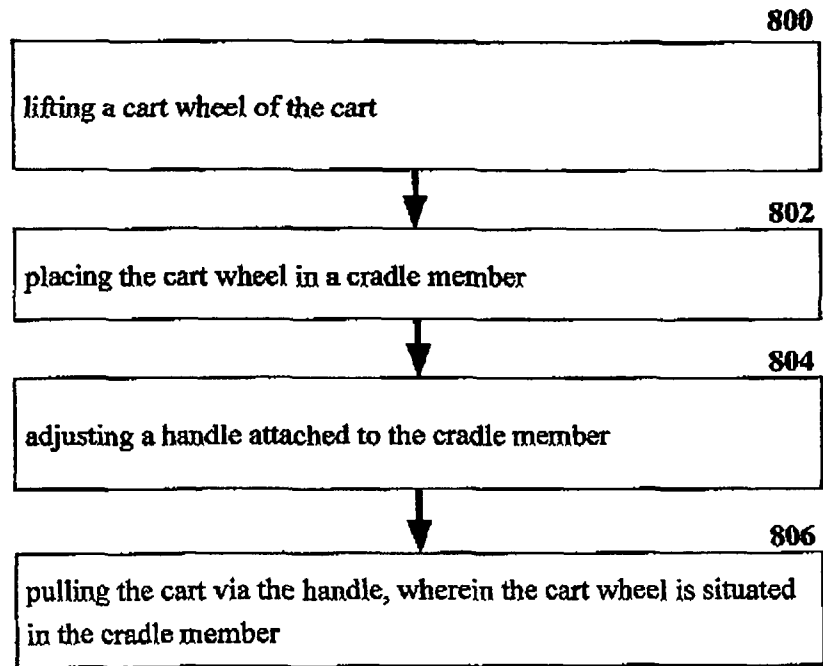 800
lifting a cart wheel of the cart
802
placing the cart wheel in a cradle member
804
adjusting a handle attached to the cradle member
806
pulling the cart via the handle, wherein the cart wheel is situated
in the cradle member